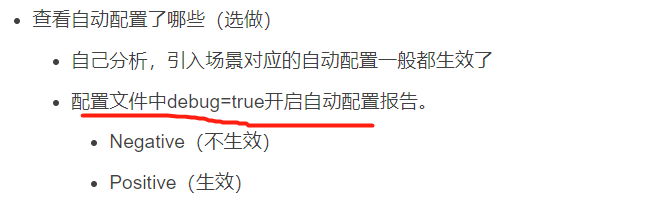 查看自动配置了哪些（选做）
自己分析，引入场景对应的自动配置一般都生效了
配置文件中debug=true开启自动配置报告。
Negative（不生效）
Positive（生效）